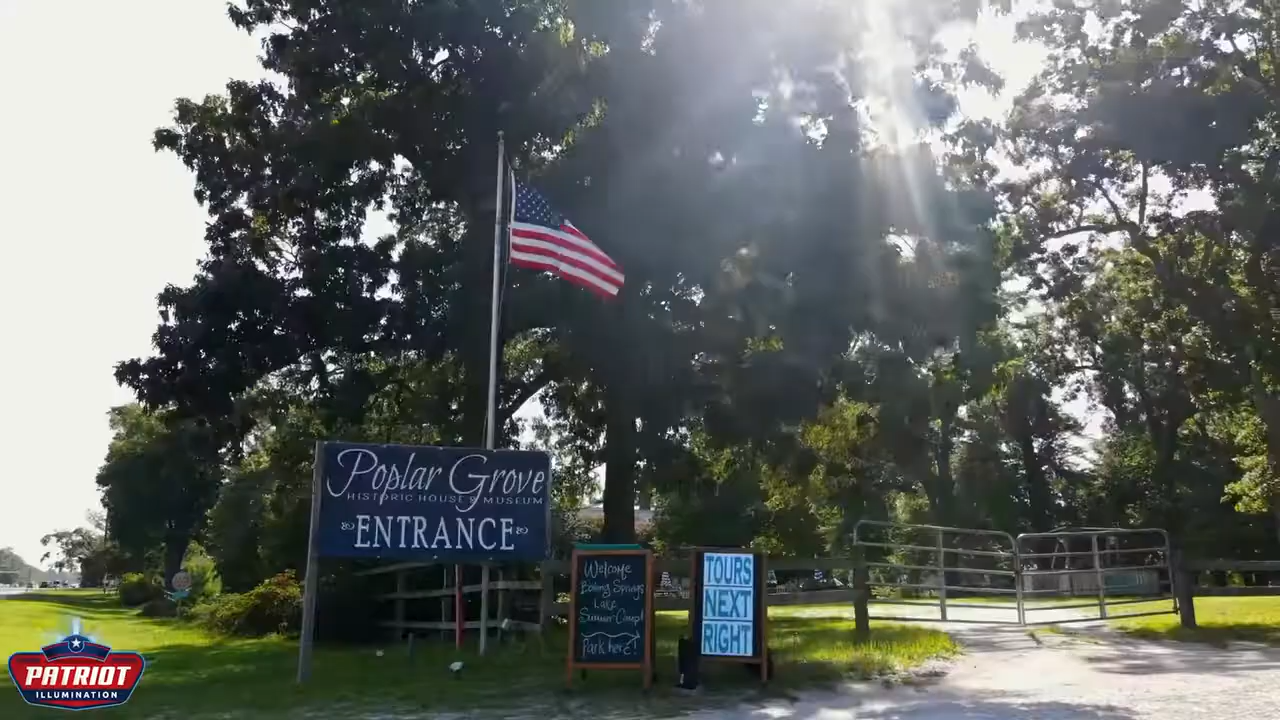 Poplar Grove
HISTORIC HOUSE & MUSEUM
ENTRANCE
Welcome
Boiling Springs
Lake
Summer Camp!
Park here!
TOURS
NEXT
RIGHT
PATRIOT
ILLUMINATION